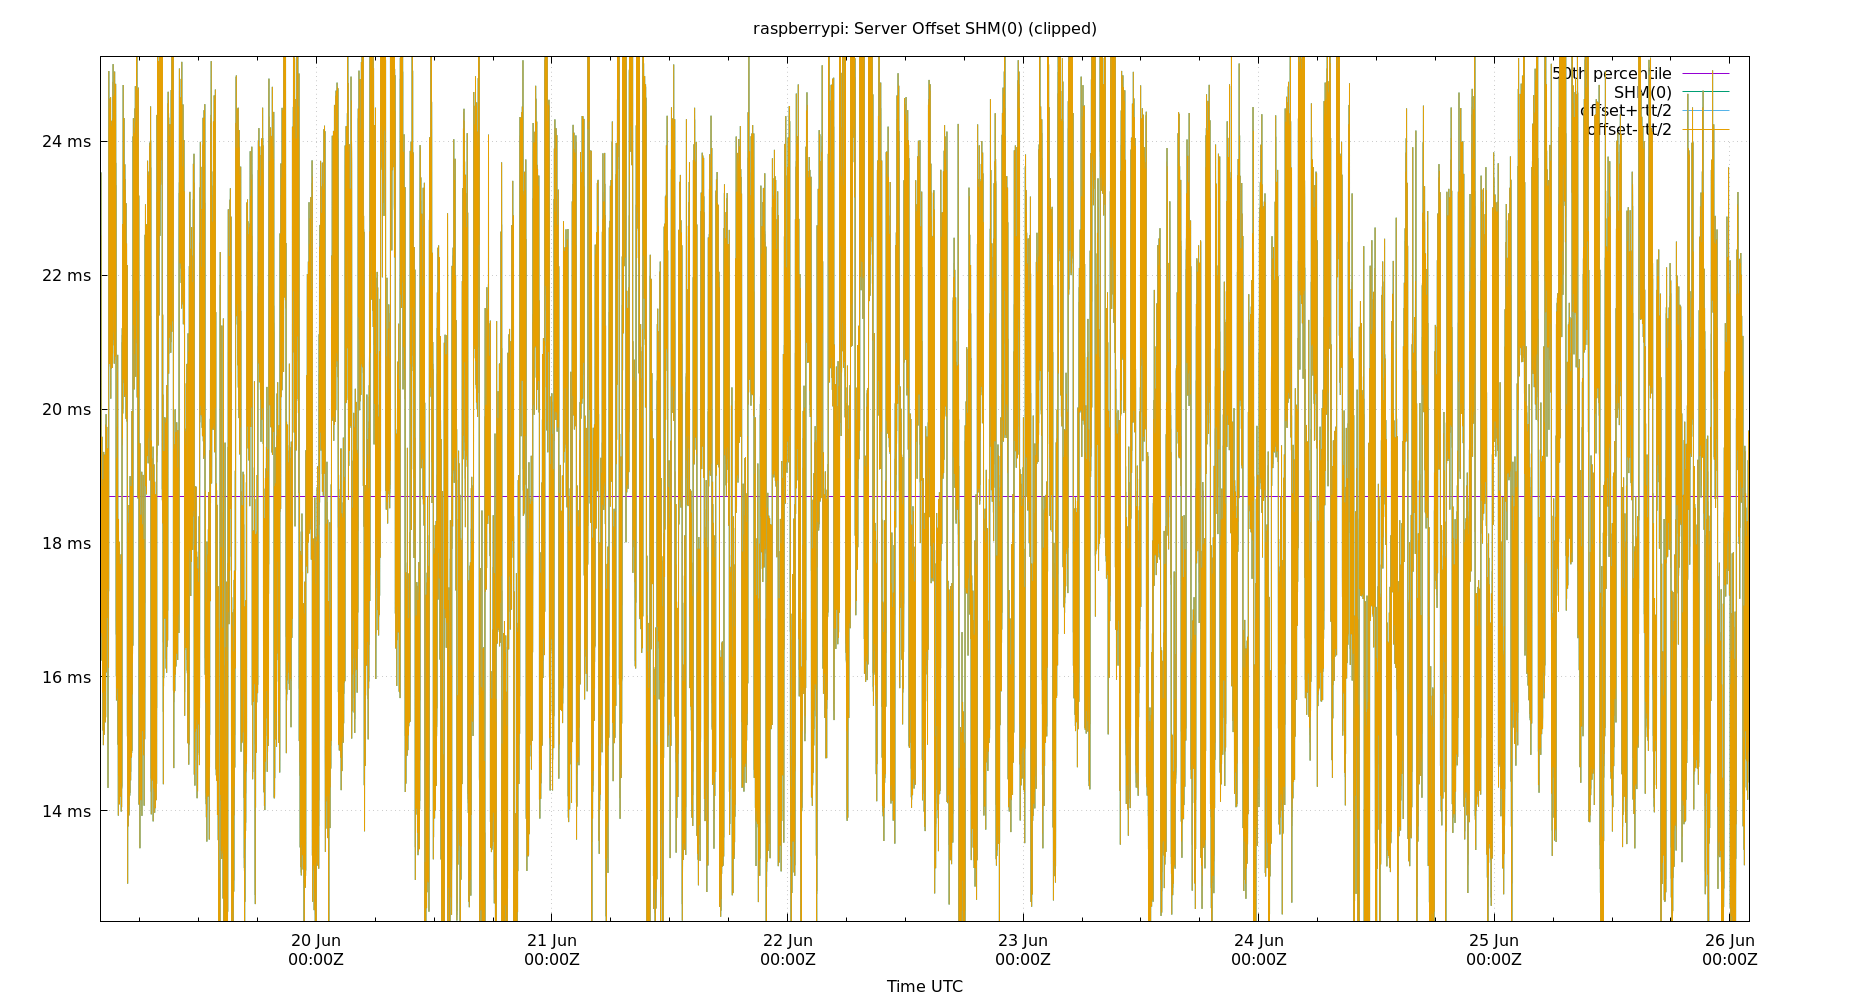 raspberrypi: Server Offset SHM(0) (clipped)
50th percentile
SHM(0)
offset+rtt/2
offset-rtt/2
24 ms
22 ms
20 ms
18 ms
16 ms
14 ms
20 Jun 21 Jun 22 Jun 23 Jun 24 Jun 25 Jun 26 Jun
00:00Z 00:00Z 00:00Z 00:00Z 00:00Z 00:00Z 00:00Z
Time UTC